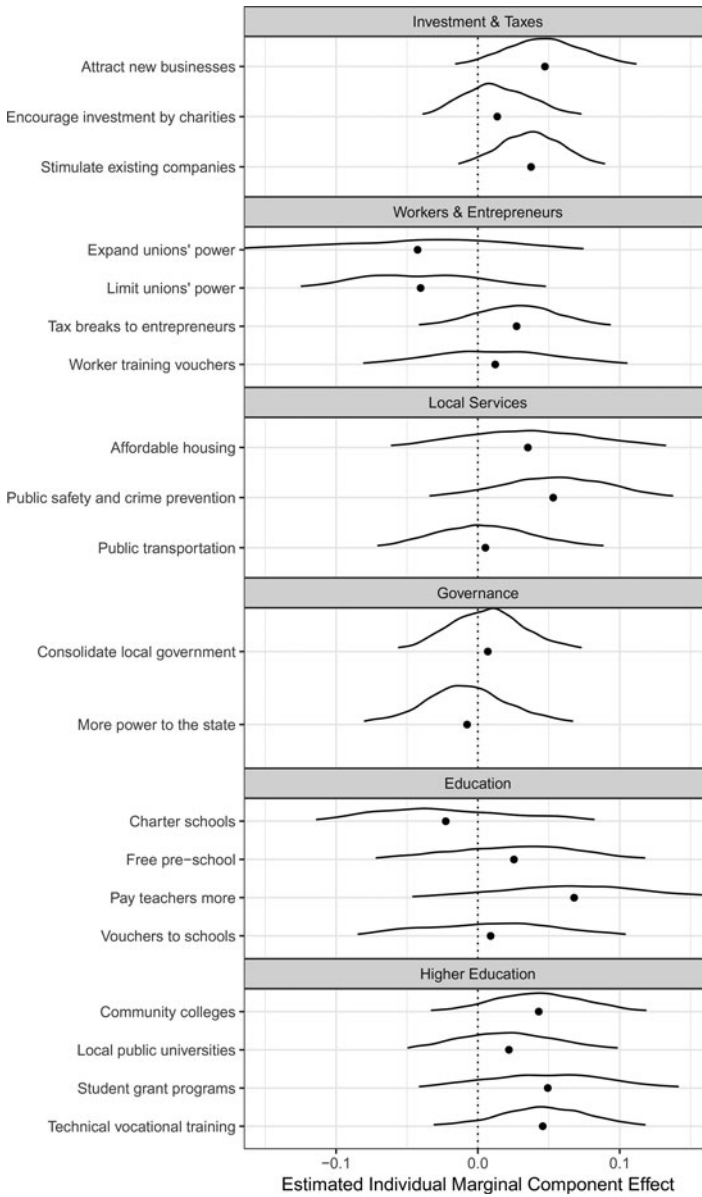 Investment & Taxes
Attract new businesses
Encourage investment by charities
Stimulate existing companies
Workers & Entrepreneurs
Expand unions' power
Limit unions' power
Tax breaks to entrepreneurs
Worker training vouchers
Local Services
Affordable housing
Public safety and crime prevention
Public transportation
Governance
Consolidate local government
More power to the state
Education
Charter schools
Free pre−school
Pay teachers more
Vouchers to schools
Higher Education
Community colleges
Local public universities
Student grant programs
Technical vocational training
−0.1 0.0 0.1
Estimated Individual Marginal Component Effect